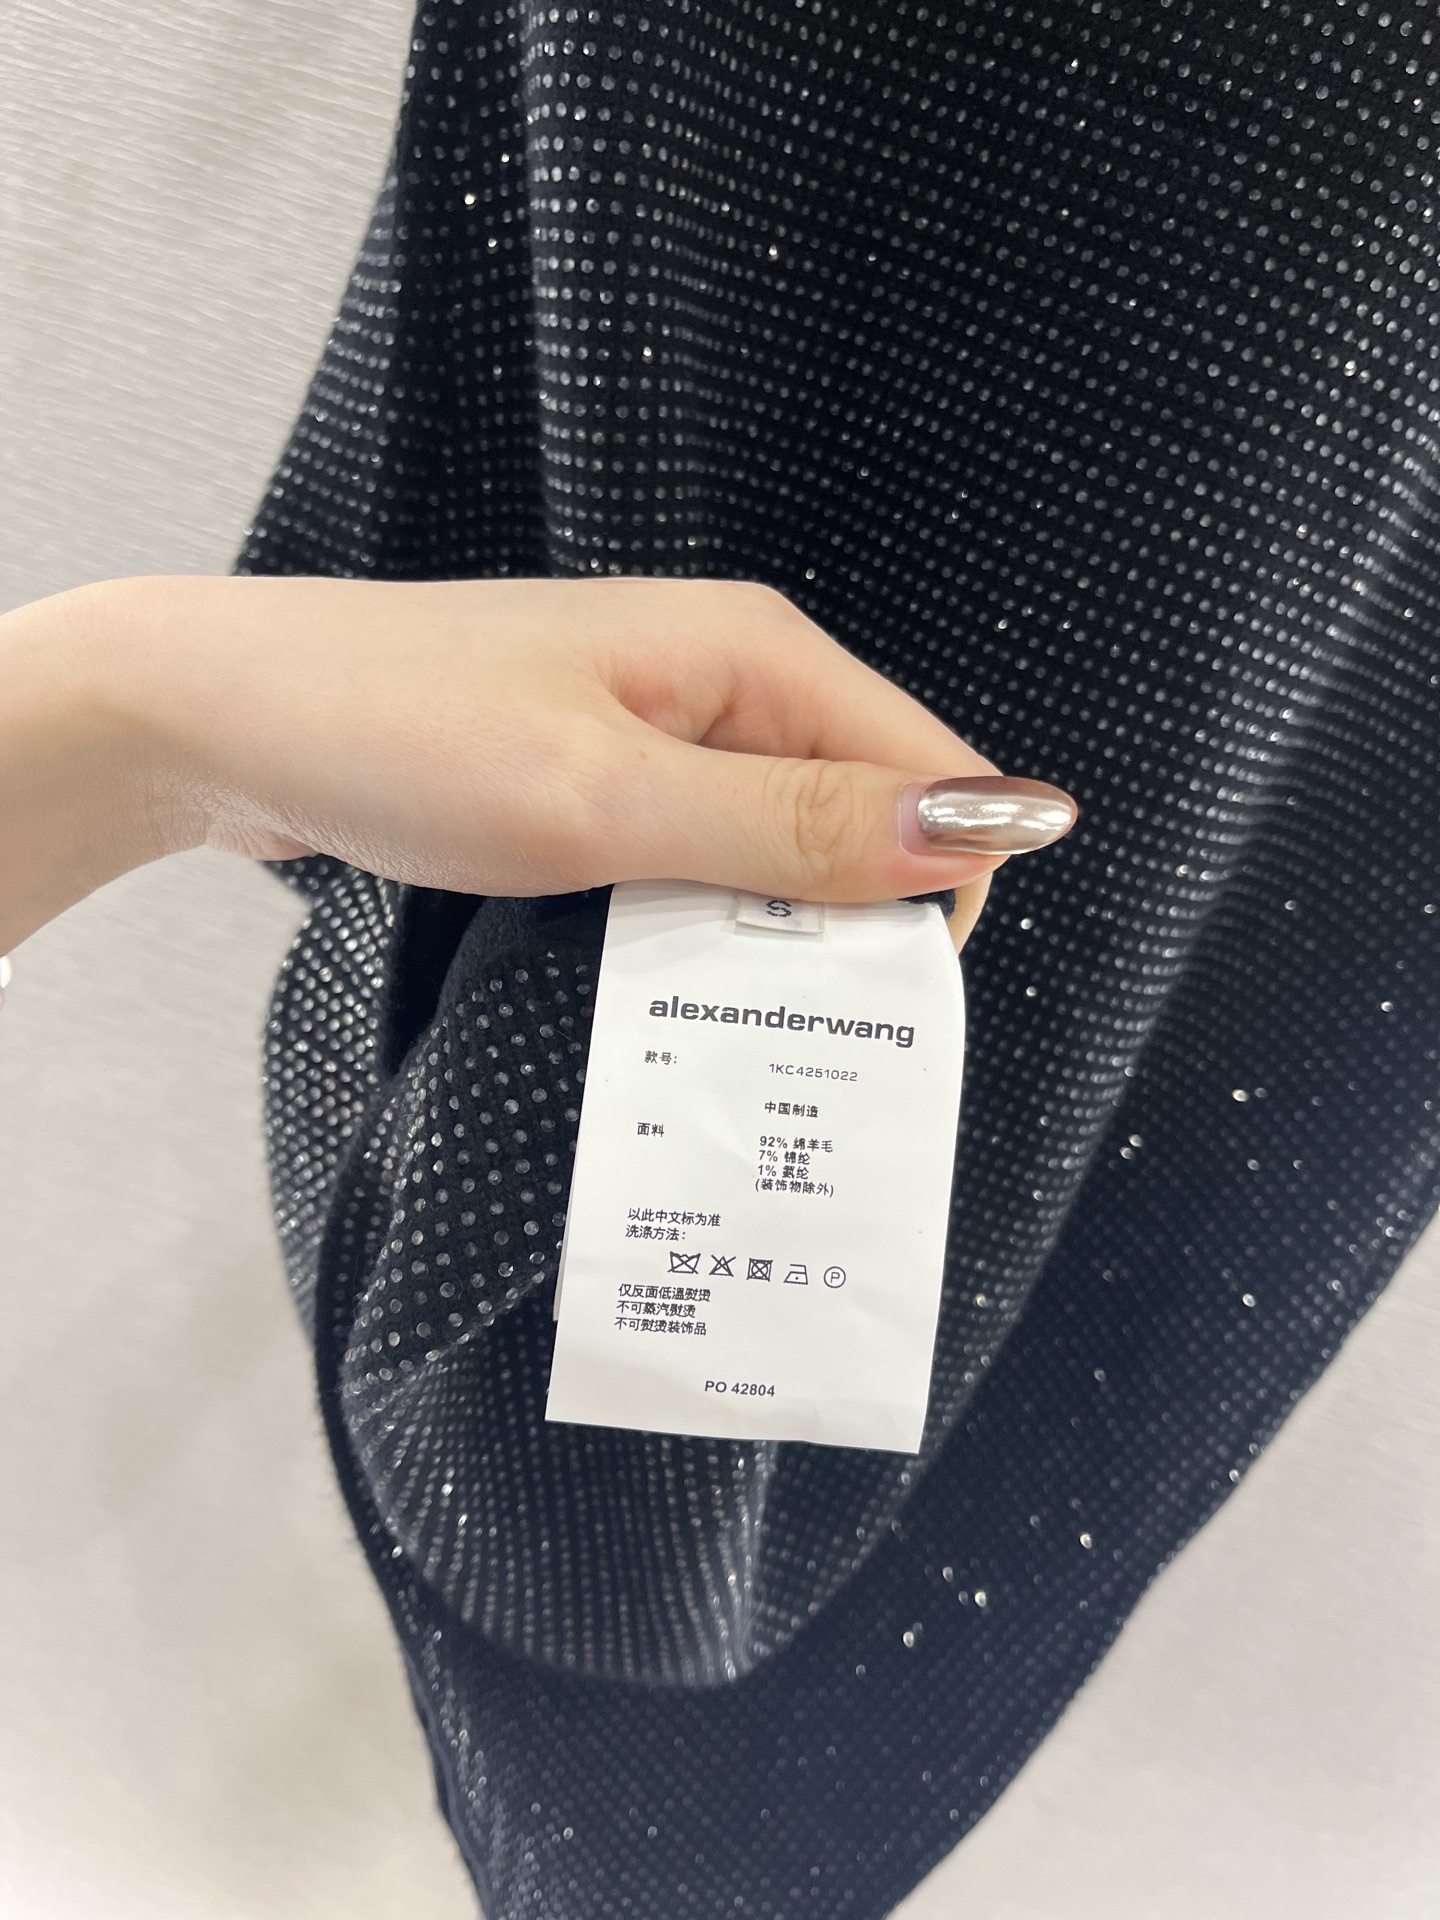 S
alexanderwang
款号： 1KC4251022
中国制造
面料 92% 绵羊毛
7% 锦纶
1% 氨纶
(装饰物除外)
以此中文标为准
洗涤方法：
P
仅反面低溫熨烫
不可蒸汽熨烫
不可熨烫装饰品
PO 42804